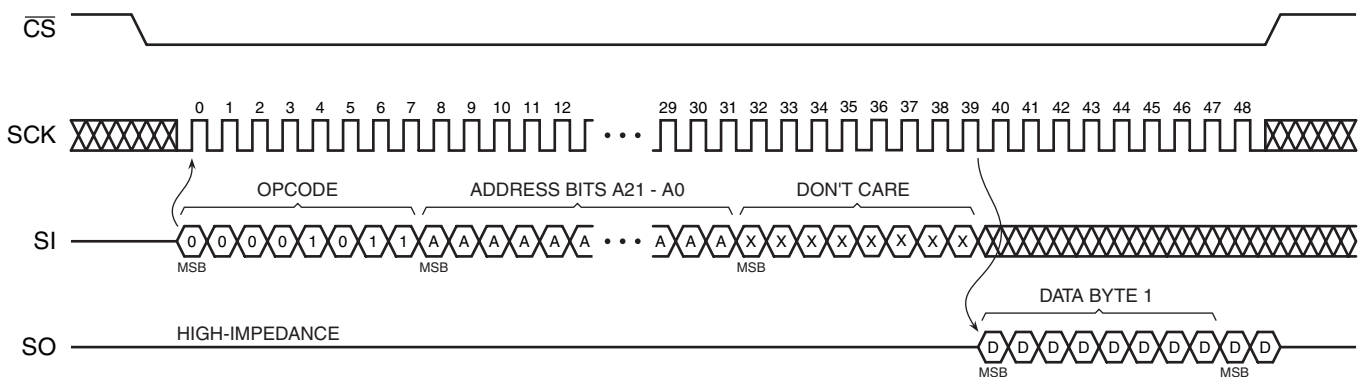 CS
SCK
0 1 2 3 4 5 6 7 8 9 10 11 12 29 30 31 32 33 34 35 36 37 38 39 40 41 42 43 44 45 46 47 48
OPCODE ADDRESS BITS A21 - A0 DON'T CARE
SI 0 0 0 0 1 0 1 1 A A A A A A • • • A A A X X X X X X X X
MSB MSB MSB
DATA BYTE 1
HIGH-IMPEDANCE
SO D D D D D D D D D D
MSB MSB